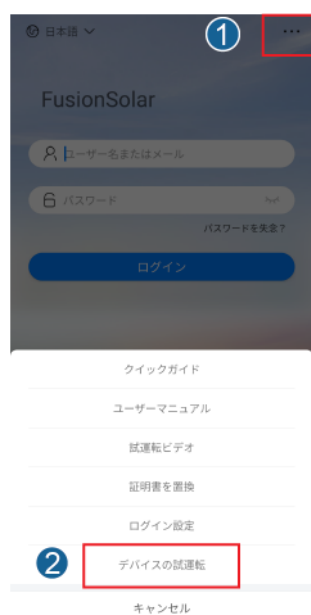 日本語
1
...
FusionSolar
ユーザー名またはメール
パスワード
パスワードを失念？
ログイン
クイックガイド
ユーザーマニュアル
試運転ビデオ
証明書を置換
ログイン設定
2 デバイスの試運転
キャンセル